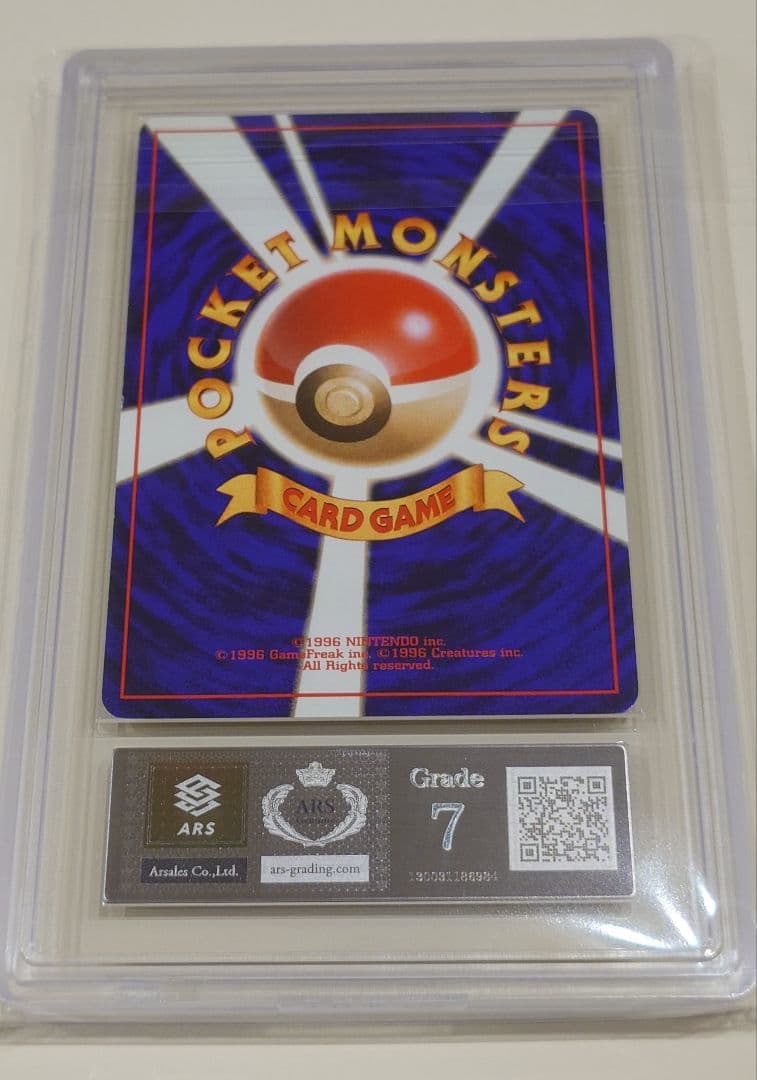 POCKET MONSTERS
CARD GAME
©1996 NINTENDO inc.
©1996 GameFreak inc. ©1996 Creatures inc.
All Rights reserved.
ARS
Arsales Co.,Ltd.
ARS
ars-grading.com
Grade
7